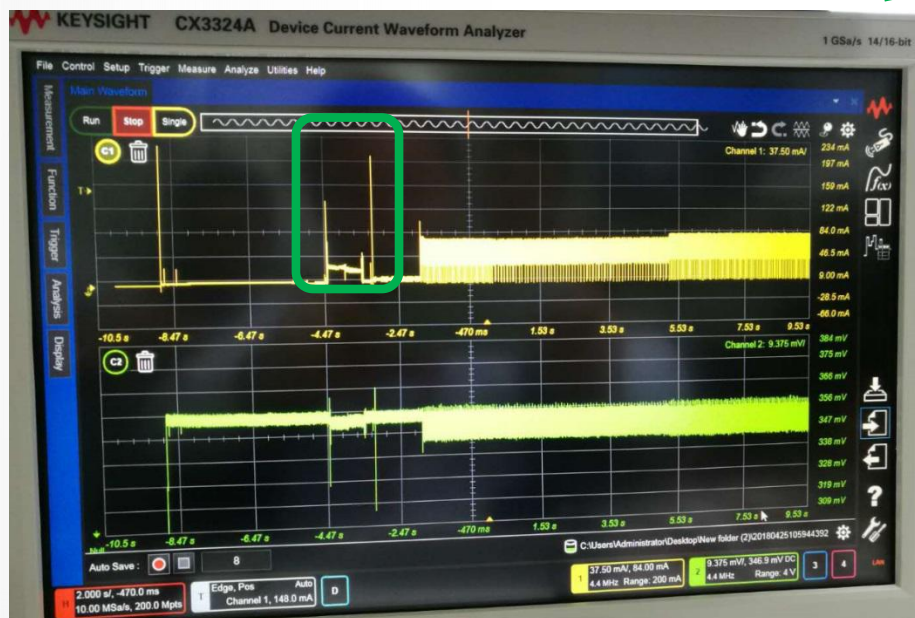 KEYSIGHT CX3324A Device Current Waveform Analyzer
1 GSa/s 14/16-bit
File Control Setup Trigger Measure Analyze Utilities Help
Main Waveform
Measurement
Function
Trigger
Analysis
Display
Run Stop Single
C1
Channel 1: 37.50 mA/
T
234 mA
197 mA
159 mA
122 mA
84.0 mA
46.5 mA
9.00 mA
-28.5 mA
-66.0 mA
f(x)
-10.5 s -8.47 s -6.47 s -4.47 s -2.47 s -470 ms 1.53 s 3.53 s 5.53 s 7.53 s 9.53 s
C2
Channel 2: 9.375 mV/
384 mV
375 mV
366 mV
356 mV
347 mV
338 mV
328 mV
319 mV
309 mV
?
Null -10.5 s -8.47 s -6.47 s -4.47 s -2.47 s -470 ms 1.53 s 3.53 s 5.53 s 7.53 s 9.53 s
C:\Users\Administrator\Desktop\New folder (2)\20180425105944392
Auto Save : 8
H 2.000 s/, -470.0 ms
10.00 MSa/s, 200.0 Mpts
T Edge, Pos Auto
Channel 1, 148.0 mA
D
1 37.50 mA/, 84.00 mA
4.4 MHz Range: 200 mA
2 9.375 mV/, 346.9 mV DC
4.4 MHz Range: 4 V
3 4
LAN